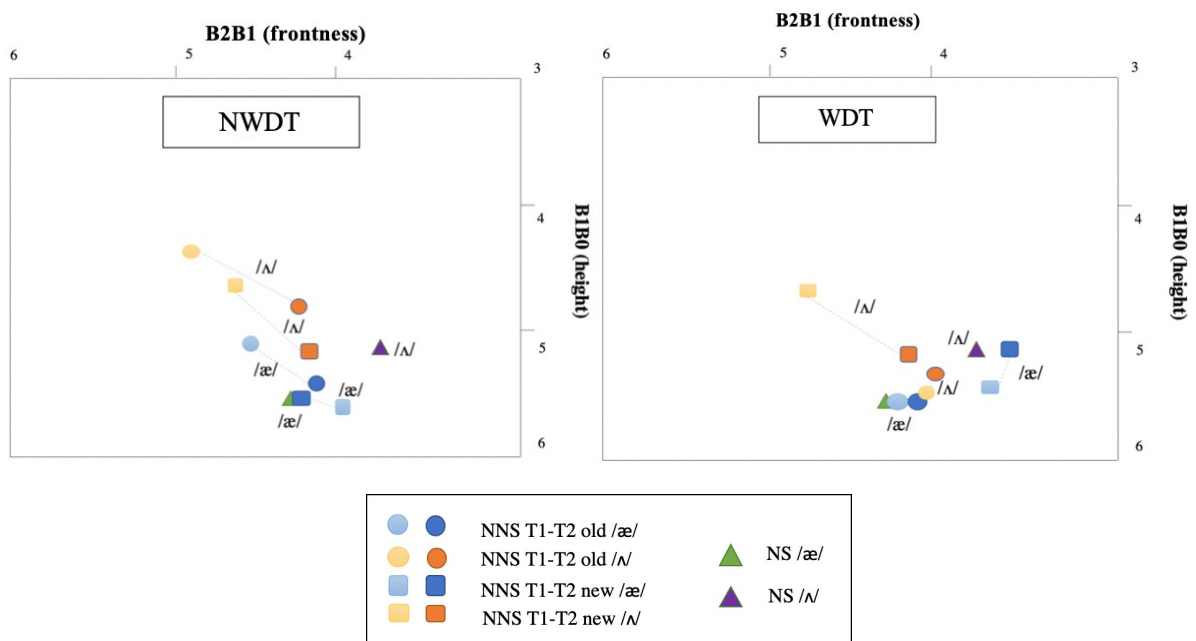 B2B1 (frontness)
6 5 4 3
NWDT
4
5
6
B1B0 (height)
/ʌ/
/ʌ/
/ʌ/
/æ/
/æ/
/æ/
B2B1 (frontness)
5 4 3
WDT
4
5
6
B1B0 (height)
/ʌ/
/ʌ/
/æ/
/ʌ/
/æ/
NNS T1-T2 old /æ/
NNS T1-T2 old /ʌ/
NNS T1-T2 new /æ/
NNS T1-T2 new /ʌ/
NS /æ/
NS /ʌ/